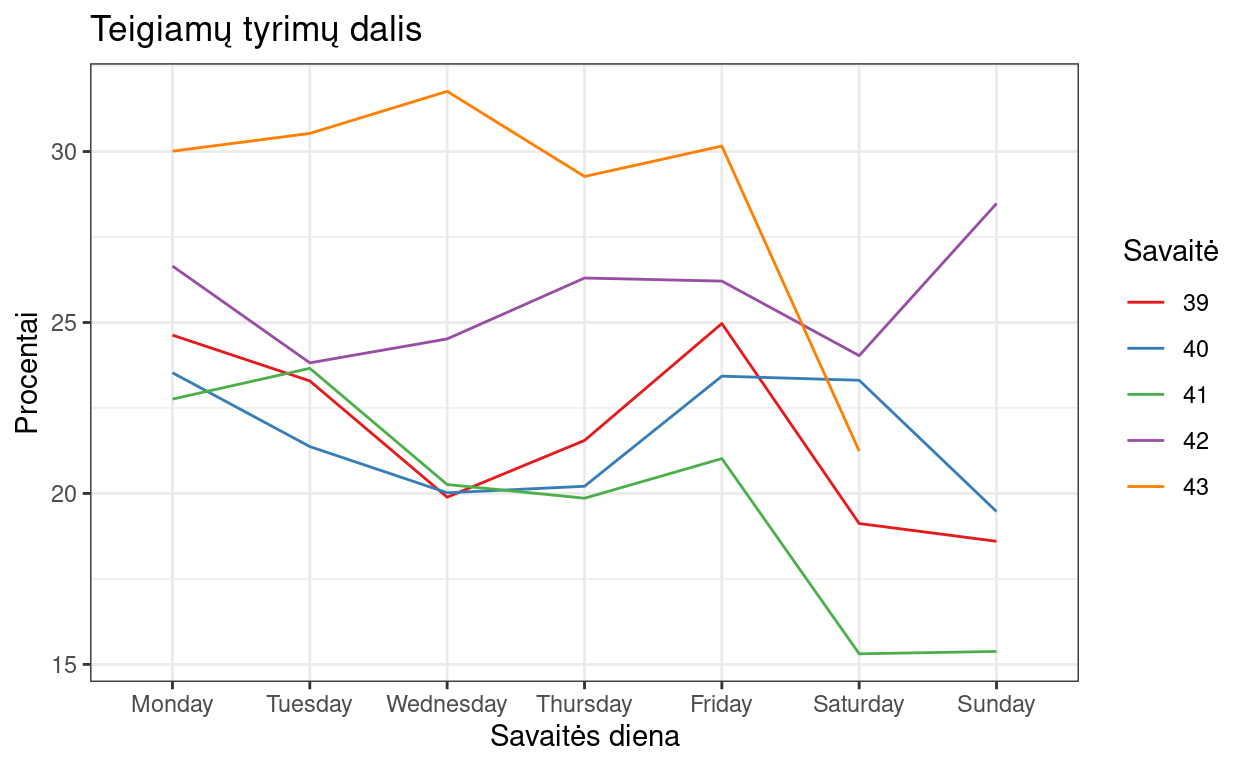 Teigiamų tyrimų dalis
Procentai
30
25
20
15
Monday Tuesday Wednesday Thursday Friday Saturday Sunday
Savaitės diena
Savaitė
39
40
41
42
43